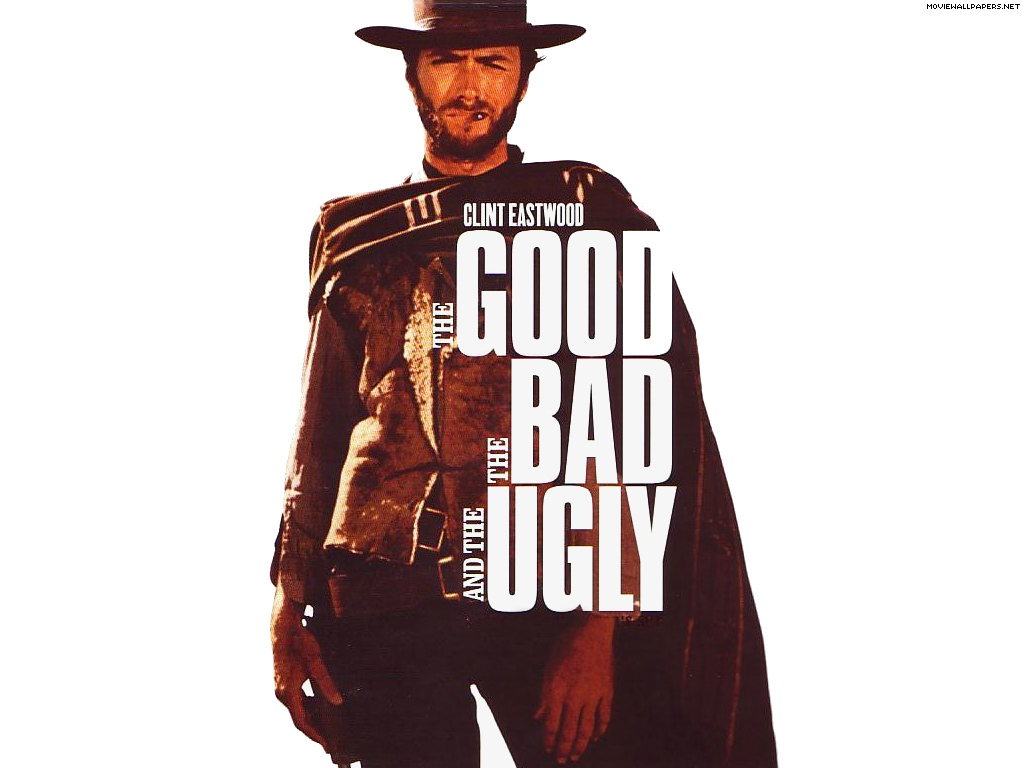 MOVIEWALLPAPERS.NET
CLINT EASTWOOD
THE GOOD
THE BAD
AND THE UGLY